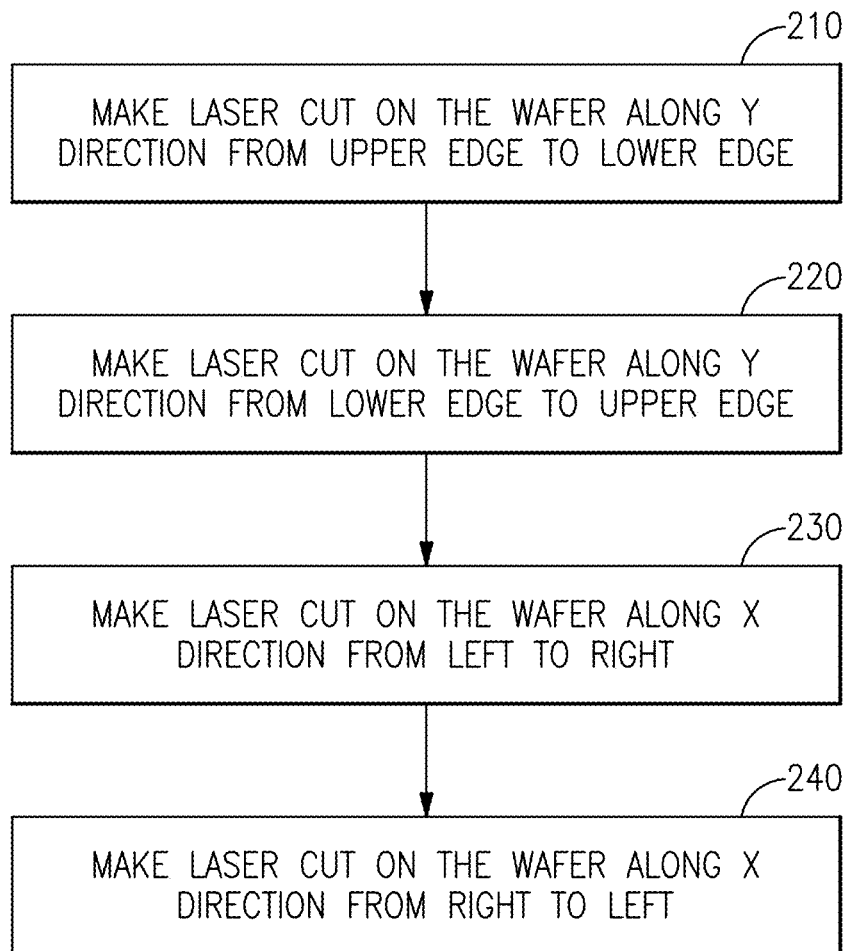 210
MAKE LASER CUT ON THE WAFER ALONG Y
DIRECTION FROM UPPER EDGE TO LOWER EDGE
220
MAKE LASER CUT ON THE WAFER ALONG Y
DIRECTION FROM LOWER EDGE TO UPPER EDGE
230
MAKE LASER CUT ON THE WAFER ALONG X
DIRECTION FROM LEFT TO RIGHT
240
MAKE LASER CUT ON THE WAFER ALONG X
DIRECTION FROM RIGHT TO LEFT